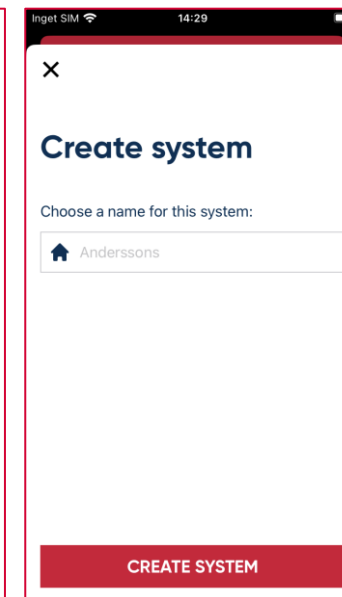 Inget SIM 14:29
Create system
Choose a name for this system:
Anderssons
CREATE SYSTEM